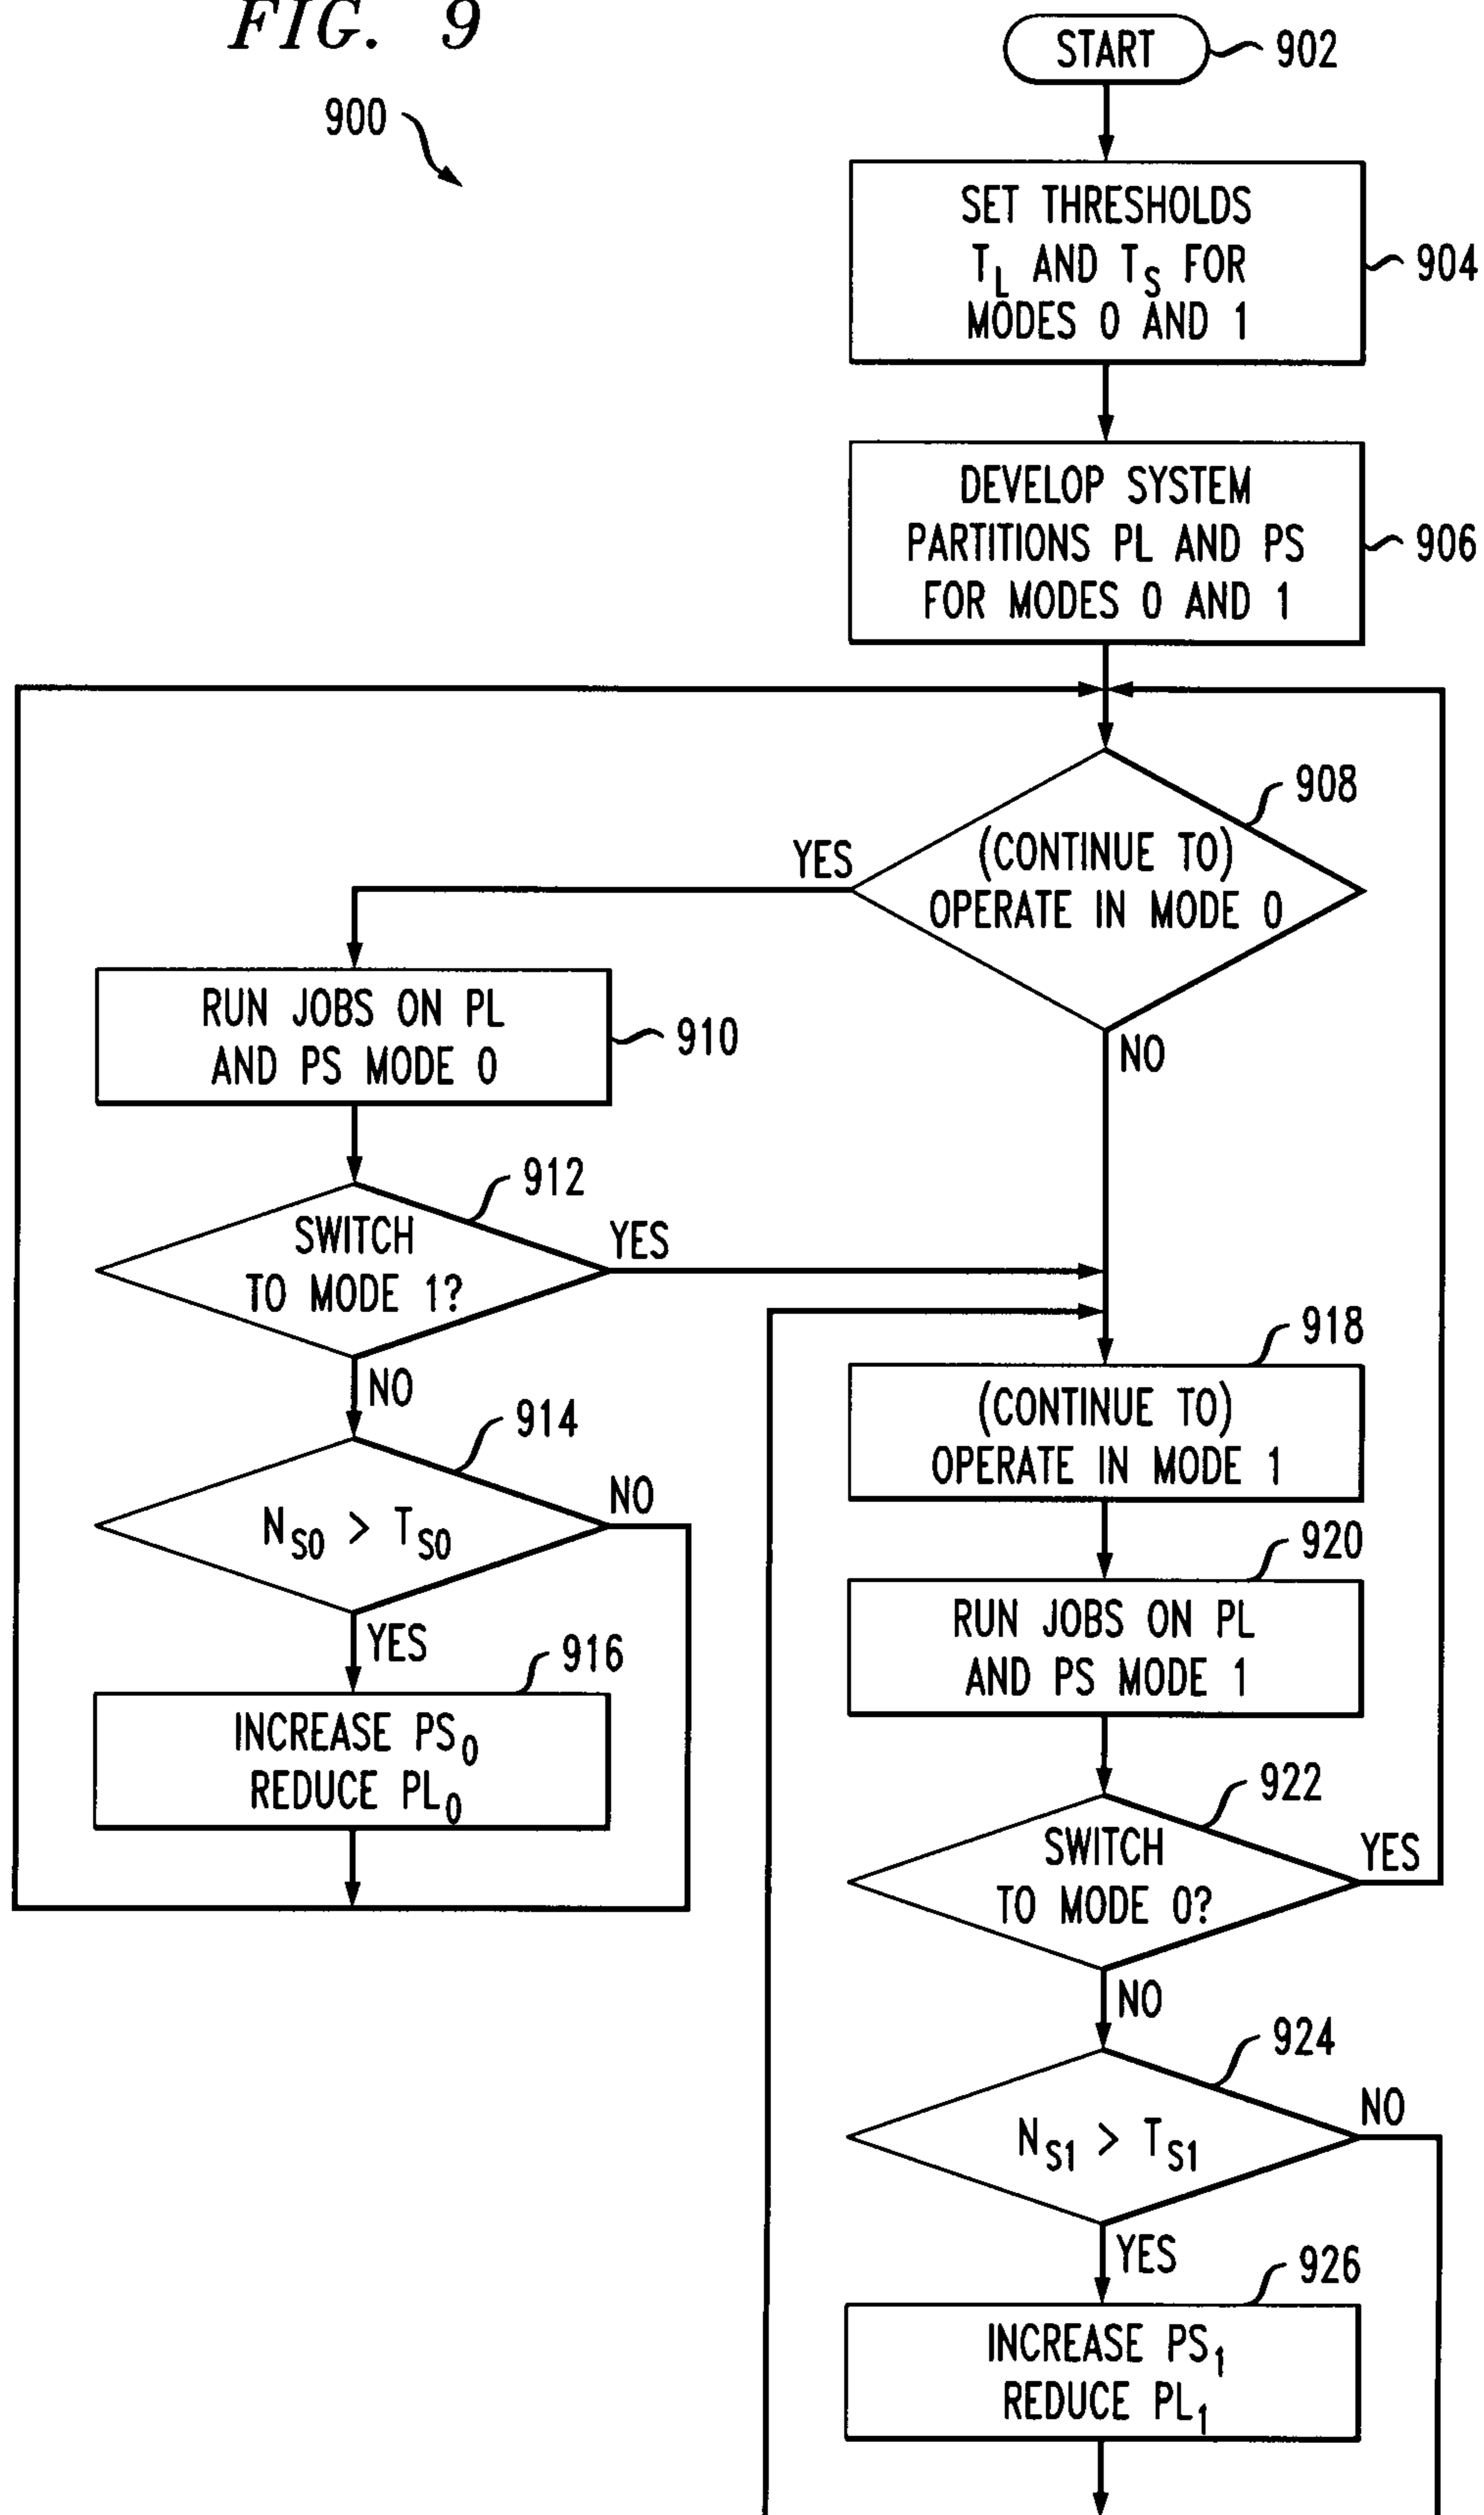 FIG. 9
900
START
902
SET THRESHOLDS
T_L AND T_S FOR
MODES 0 AND 1
904
DEVELOP SYSTEM
PARTITIONS PL AND PS
FOR MODES 0 AND 1
906
908
(CONTINUE TO)
OPERATE IN MODE 0
YES
NO
RUN JOBS ON PL
AND PS MODE 0
910
912
SWITCH
TO MODE 1?
YES
NO
914
N_S0 > T_S0
NO
YES
916
INCREASE PS_0
REDUCE PL_0
918
(CONTINUE TO)
OPERATE IN MODE 1
920
RUN JOBS ON PL
AND PS MODE 1
922
SWITCH
TO MODE 0?
YES
NO
924
N_S1 > T_S1
NO
YES
926
INCREASE PS_1
REDUCE PL_1